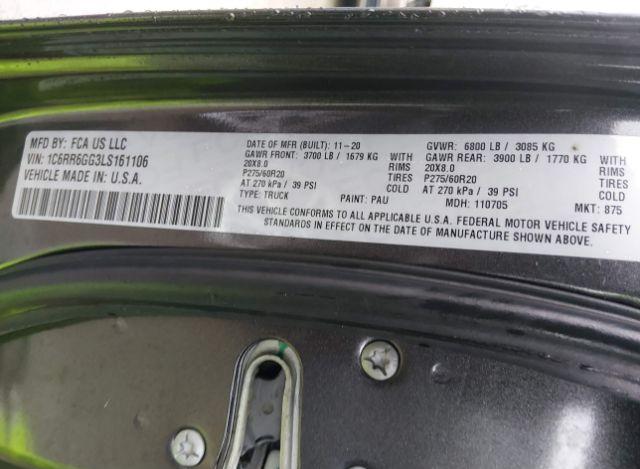 MFD BY: FCA US LLC
VIN: 1C6RR6GG3LS161106
VEHICLE MADE IN: U.S.A.
DATE OF MFR (BUILT): 11-20
GAWR FRONT: 3700 LB / 1679 KG WITH
20X8.0 RIMS
P275/60R20 TIRES
AT 270 kPa / 39 PSI COLD
TYPE: TRUCK PAINT: PAU
GVWR: 6800 LB / 3085 KG
GAWR REAR: 3900 LB / 1770 KG WITH
20X8.0 RIMS
P275/60R20 TIRES
AT 270 kPa / 39 PSI COLD
MDH: 110705 MKT: 875
THIS VEHICLE CONFORMS TO ALL APPLICABLE U.S.A. FEDERAL MOTOR VEHICLE SAFETY
STANDARDS IN EFFECT ON THE DATE OF MANUFACTURE SHOWN ABOVE.